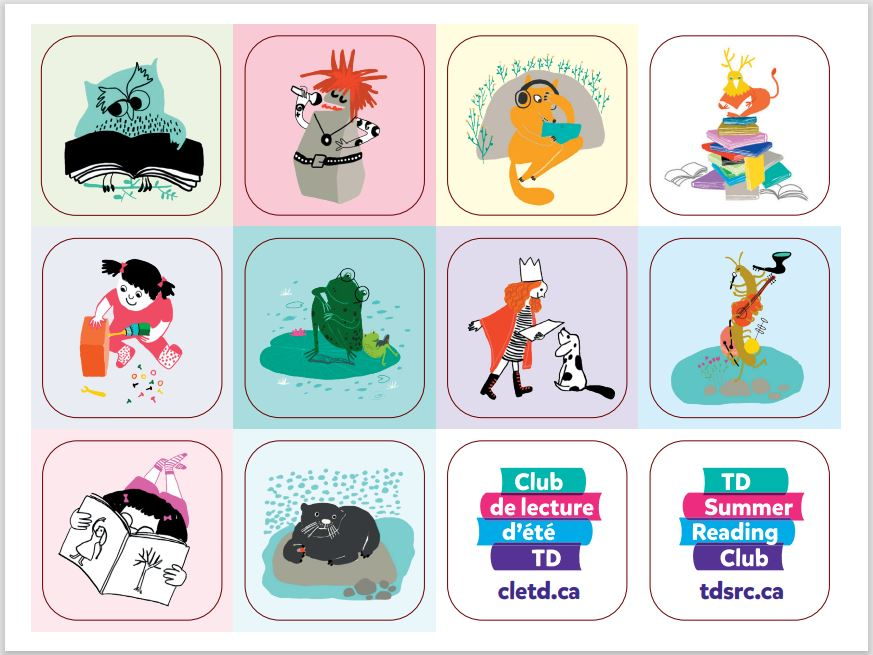 Club
de lecture
d'été
TD
cletd.ca
TD
Summer
Reading
Club
tdsrc.ca